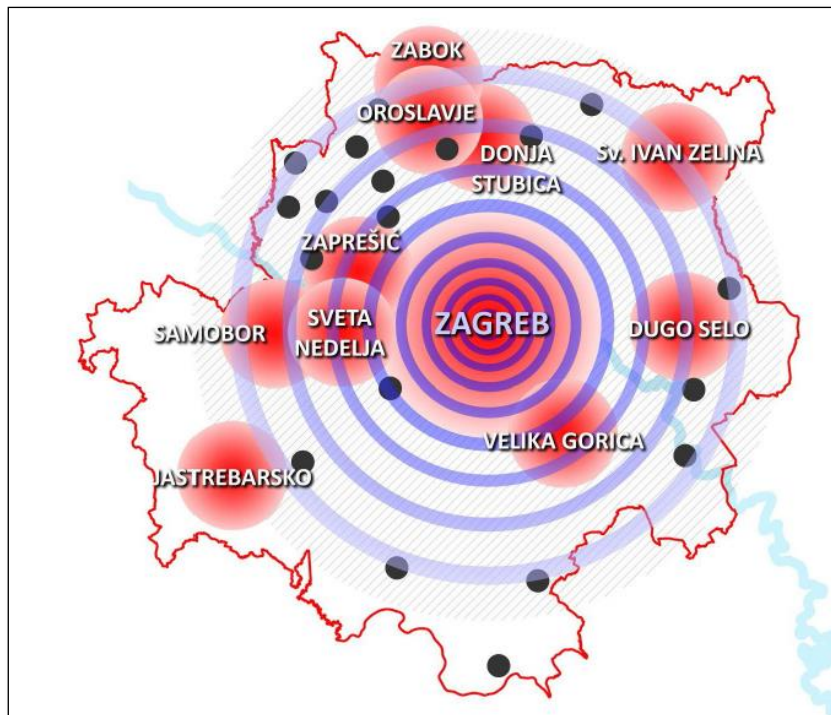 ZABOK
OROSLAVJE
DONJA
STUBICA
Sv. IVAN ZELINA
ZAPREŠIĆ
SAMOBOR
SVETA
NEDELJA
ZAGREB
DUGO SELO
VELIKA GORICA
JASTREBARSKO